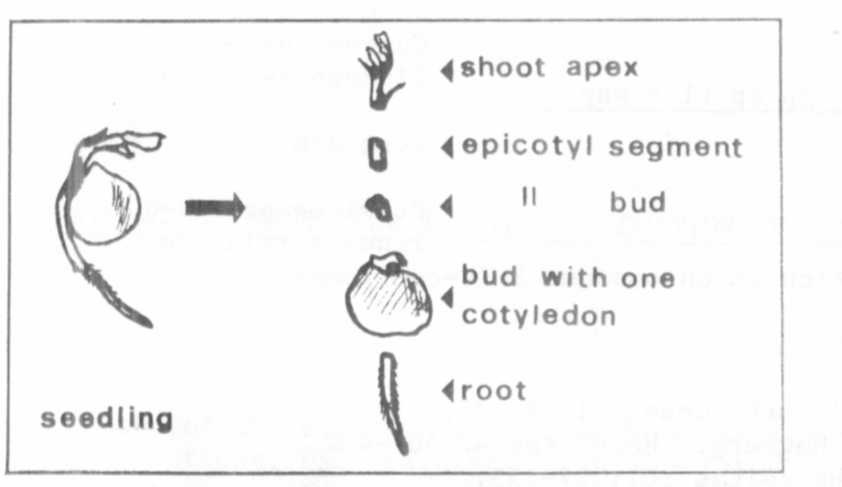 shoot apex
epicotyl segment
" bud
bud with one
cotyledon
root
seedling